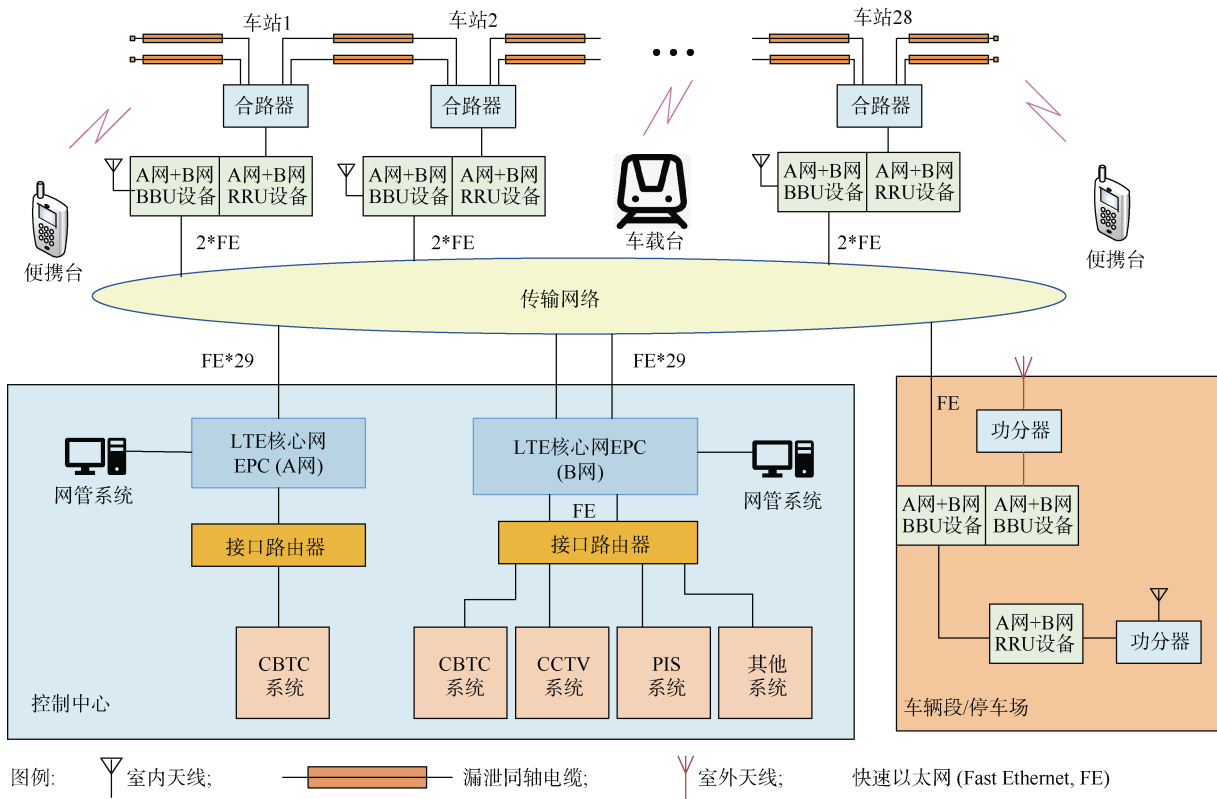 车站1
车站2
车站28
合路器
合路器
合路器
A网+B网
BBU设备
A网+B网
RRU设备
A网+B网
BBU设备
A网+B网
RRU设备
A网+B网
BBU设备
A网+B网
RRU设备
便携台
2*FE
2*FE
车载台
2*FE
便携台
传输网络
FE*29
FE*29
FE
功分器
LTE核心网
EPC (A网)
LTE核心网EPC
(B网)
网管系统
网管系统
FE
接口路由器
接口路由器
A网+B网
BBU设备
A网+B网
BBU设备
A网+B网
RRU设备
功分器
CBTC
系统
CBTC
系统
CCTV
系统
PIS
系统
其他
系统
控制中心
车辆段/停车场
图例:
室内天线;
漏泄同轴电缆;
室外天线;
快速以太网 (Fast Ethernet, FE)